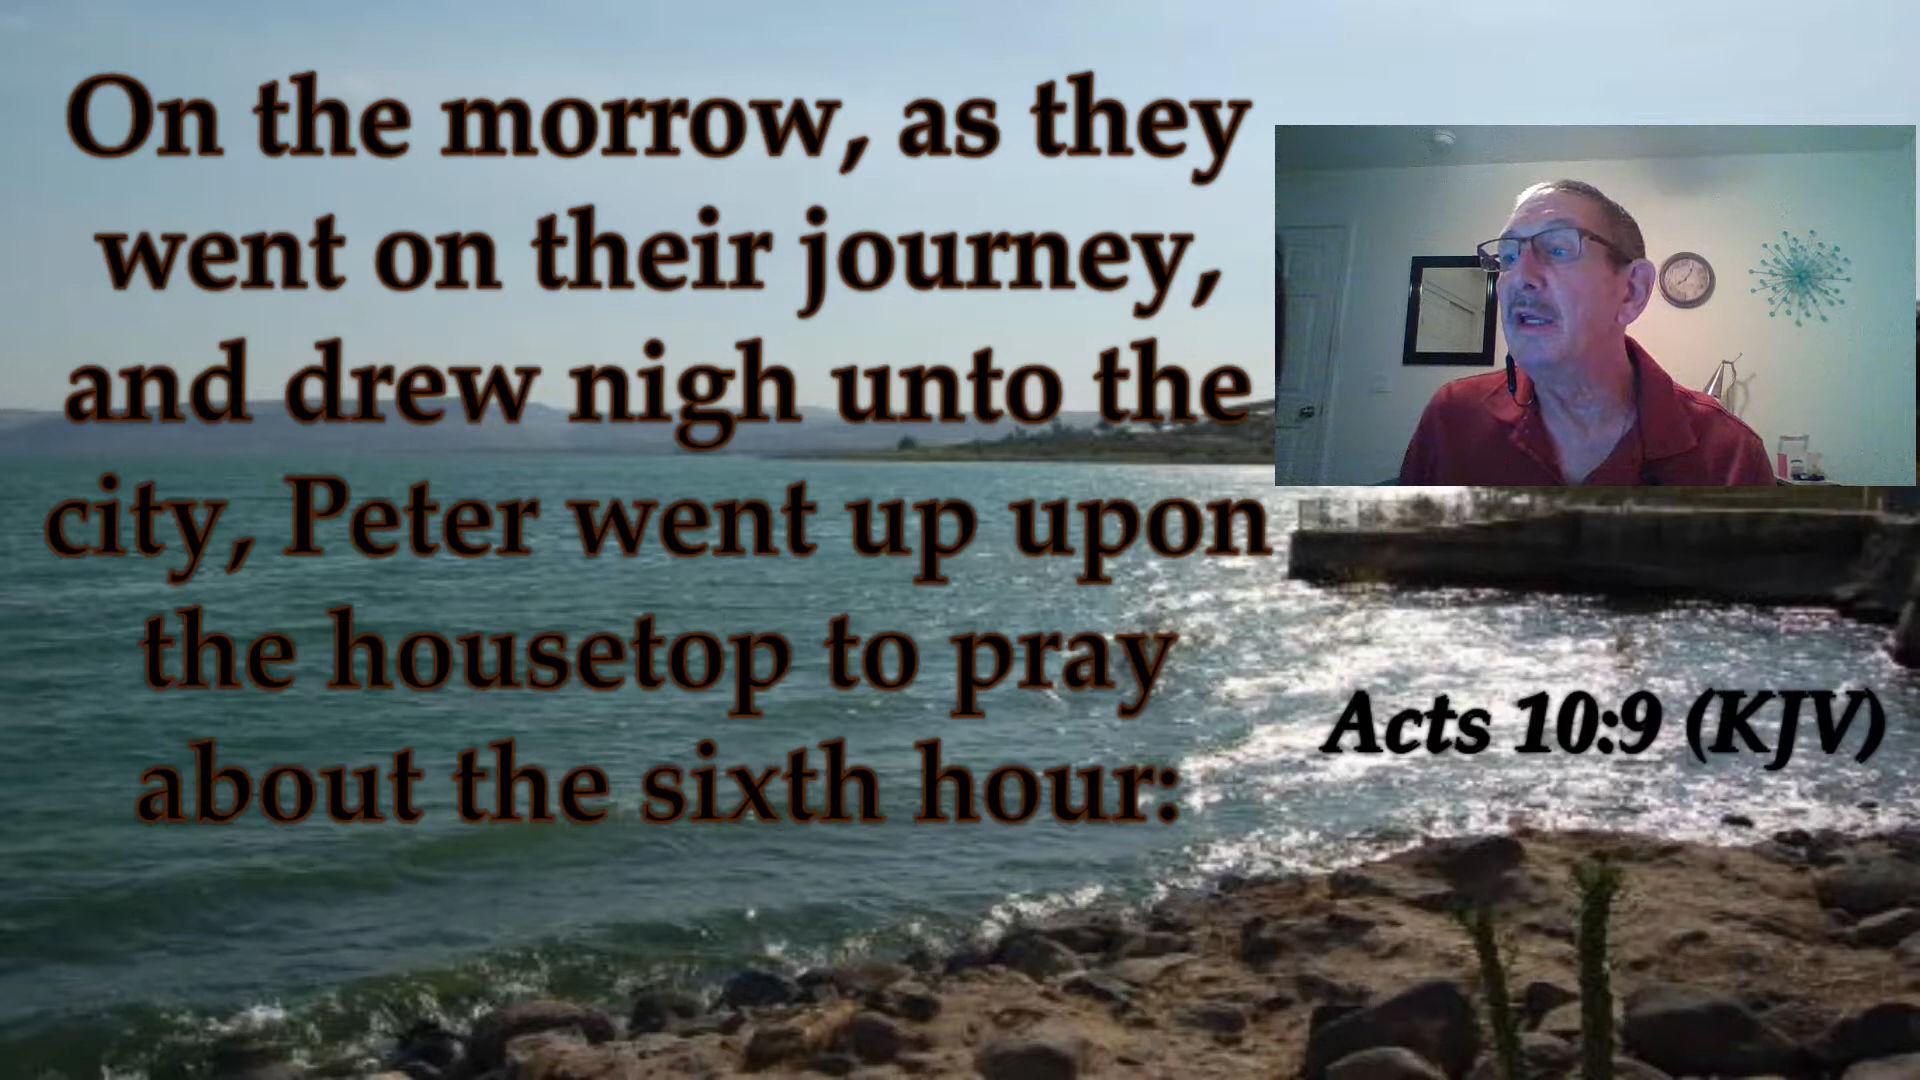 On the morrow, as they
went on their journey,
and drew nigh unto the
city, Peter went up upon
the housetop to pray
about the sixth hour:
Acts 10:9 (KJV)